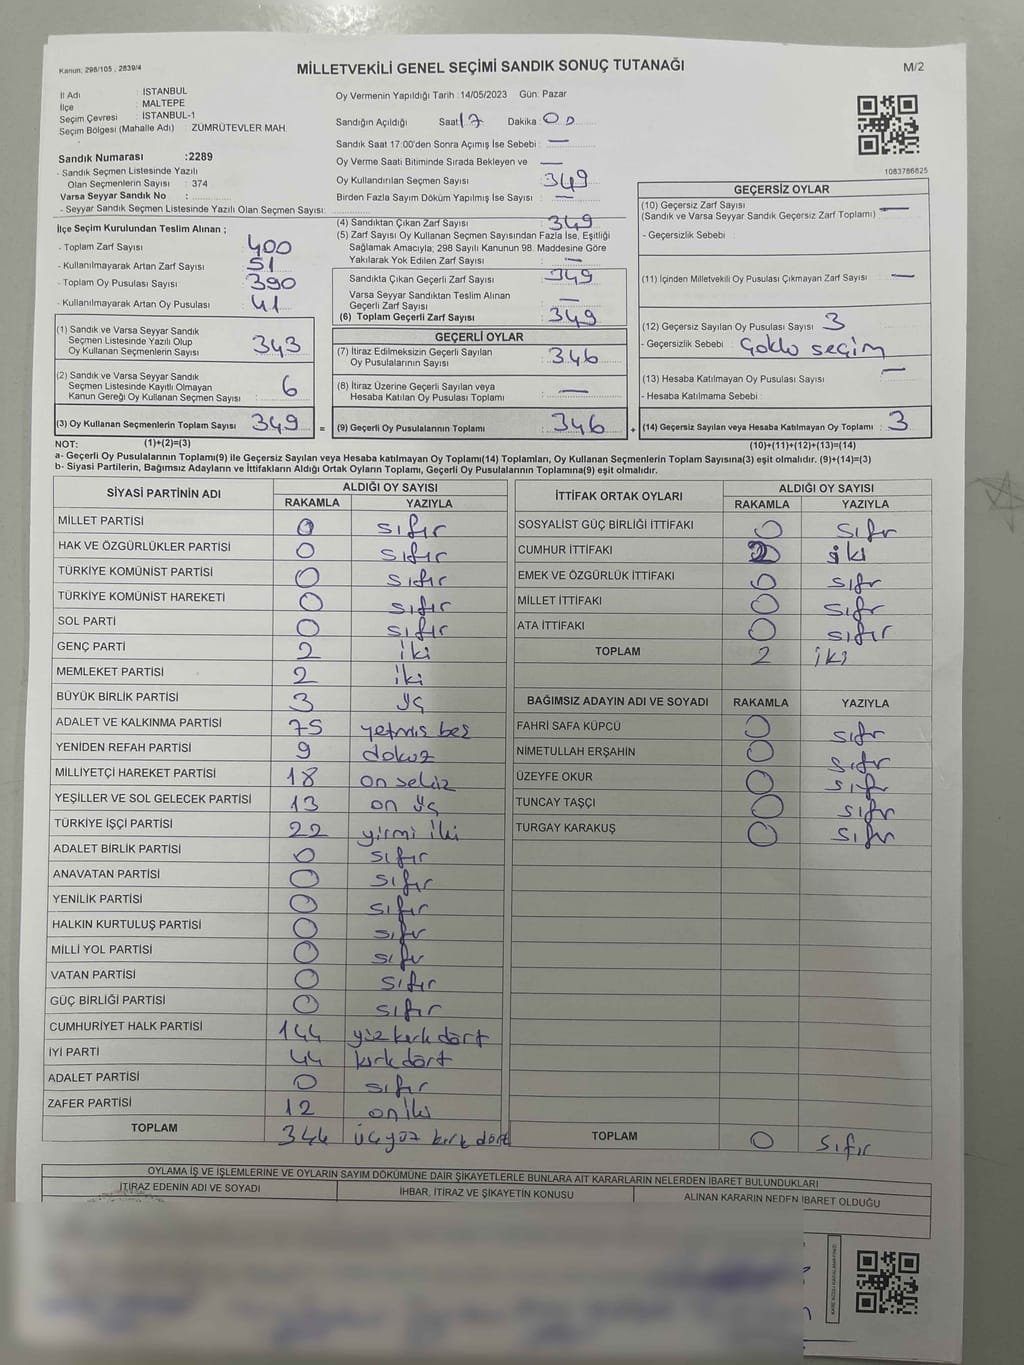 Kanun; 298/105 , 2839/4
MİLLETVEKİLİ GENEL SEÇİMİ SANDIK SONUÇ TUTANAĞI
M/2
İl Adı : İSTANBUL
İlçe : MALTEPE
Seçim Çevresi : İSTANBUL-1
Seçim Bölgesi (Mahalle Adı) : ZÜMRÜTEVLER MAH.
Oy Vermenin Yapıldığı Tarih :14/05/2023 Gün: Pazar
Sandığın Açıldığı Saat 17 Dakika: 00
Sandık Saat 17:00'den Sonra Açımış İse Sebebi : —
Oy Verme Saati Bitiminde Sırada Bekleyen ve —
Oy Kullandırılan Seçmen Sayısı : 349
Birden Fazla Sayım Döküm Yapılmış İse Sayısı : —
1083786825
Sandık Numarası :2289
- Sandık Seçmen Listesinde Yazılı
Olan Seçmenlerin Sayısı : 374
Varsa Seyyar Sandık No :
- Seyyar Sandık Seçmen Listesinde Yazılı Olan Seçmen Sayısı:
İlçe Seçim Kurulundan Teslim Alınan ;
- Toplam Zarf Sayısı : 400
- Kullanılmayarak Artan Zarf Sayısı : 51
- Toplam Oy Pusulası Sayısı : 390
- Kullanılmayarak Artan Oy Pusulası : 41
(1) Sandık ve Varsa Seyyar Sandık
Seçmen Listesinde Yazılı Olup
Oy Kullanan Seçmenlerin Sayısı : 343
(2) Sandık ve Varsa Seyyar Sandık
Seçmen Listesinde Kayıtlı Olmayan
Kanun Gereği Oy Kullanan Seçmen Sayısı : 6
(3) Oy Kullanan Seçmenlerin Toplam Sayısı : 349 =
(4) Sandıktan Çıkan Zarf Sayısı : 349
(5) Zarf Sayısı Oy Kullanan Seçmen Sayısından Fazla İse, Eşitliği
Sağlamak Amacıyla; 298 Sayılı Kanunun 98. Maddesine Göre
Yakılarak Yok Edilen Zarf Sayısı : —
Sandıkta Çıkan Geçerli Zarf Sayısı : 349
Varsa Seyyar Sandıktan Teslim Alınan
Geçerli Zarf Sayısı : —
(6) Toplam Geçerli Zarf Sayısı : 349
GEÇERLİ OYLAR
(7) İtiraz Edilmeksizin Geçerli Sayılan
Oy Pusulalarının Sayısı : 346
(8) İtiraz Üzerine Geçerli Sayılan veya
Hesaba Katılan Oy Pusulası Toplamı : —
(9) Geçerli Oy Pusulalarının Toplamı : 346 +
GEÇERSİZ OYLAR
(10) Geçersiz Zarf Sayısı
(Sandık ve Varsa Seyyar Sandık Geçersiz Zarf Toplamı) : —
- Geçersizlik Sebebi :
(11) İçinden Milletvekili Oy Pusulası Çıkmayan Zarf Sayısı : —
(12) Geçersiz Sayılan Oy Pusulası Sayısı : 3
- Geçersizlik Sebebi : Çoklu seçim
(13) Hesaba Katılmayan Oy Pusulası Sayısı : —
- Hesaba Katılmama Sebebi :
(14) Geçersiz Sayılan veya Hesaba Katılmayan Oy Toplamı : 3
NOT: (1)+(2)=(3) (10)+(11)+(12)+(13)=(14)
a- Geçerli Oy Pusulalarının Toplamı(9) ile Geçersiz Sayılan veya Hesaba Katılmayan Oy Toplamı(14) Toplamları, Oy Kullanan Seçmenlerin Toplam Sayısına(3) eşit olmalıdır. (9)+(14)=(3)
b- Siyasi Partilerin, Bağımsız Adayların ve İttifakların Aldığı Ortak Oyların Toplamı, Geçerli Oy Pusulalarının Toplamına(9) eşit olmalıdır.
SİYASİ PARTİNİN ADI
ALDIĞI OY SAYISI
RAKAMLA YAZIYLA
MİLLET PARTİSİ 0 sıfır
HAK VE ÖZGÜRLÜKLER PARTİSİ 0 sıfır
TÜRKİYE KOMÜNİST PARTİSİ 0 sıfır
TÜRKİYE KOMÜNİST HAREKETİ 0 sıfır
SOL PARTİ 0 sıfır
GENÇ PARTİ 2 iki
MEMLEKET PARTİSİ 2 iki
BÜYÜK BİRLİK PARTİSİ 3 üç
ADALET VE KALKINMA PARTİSİ 75 yetmiş beş
YENİDEN REFAH PARTİSİ 9 dokuz
MİLLİYETÇİ HAREKET PARTİSİ 18 on sekiz
YEŞİLLER VE SOL GELECEK PARTİSİ 13 on üç
TÜRKİYE İŞÇİ PARTİSİ 22 yirmi iki
ADALET BİRLİK PARTİSİ 0 sıfır
ANAVATAN PARTİSİ 0 sıfır
YENİLİK PARTİSİ 0 sıfır
HALKIN KURTULUŞ PARTİSİ 0 sıfır
MİLLİ YOL PARTİSİ 0 sıfır
VATAN PARTİSİ 0 sıfır
GÜÇ BİRLİĞİ PARTİSİ 0 sıfır
CUMHURİYET HALK PARTİSİ 144 yüz kırk dört
İYİ PARTİ 44 kırk dört
ADALET PARTİSİ 0 sıfır
ZAFER PARTİSİ 12 on iki
TOPLAM 344 üçyüz kırk dört
İTTİFAK ORTAK OYLARI
ALDIĞI OY SAYISI
RAKAMLA YAZIYLA
SOSYALİST GÜÇ BİRLİĞİ İTTİFAKI 0 sıfır
CUMHUR İTTİFAKI 2 iki
EMEK VE ÖZGÜRLÜK İTTİFAKI 0 sıfır
MİLLET İTTİFAKI 0 sıfır
ATA İTTİFAKI 0 sıfır
TOPLAM 2 iki
BAĞIMSIZ ADAYIN ADI VE SOYADI RAKAMLA YAZIYLA
FAHRİ SAFA KÜPCÜ 0 sıfır
NİMETULLAH ERŞAHİN 0 sıfır
ÜZEYFE OKUR 0 sıfır
TUNCAY TAŞÇI 0 sıfır
TURGAY KARAKUŞ 0 sıfır
TOPLAM 0 sıfır
OYLAMA İŞ VE İŞLEMLERİNE VE OYLARIN SAYIM DÖKÜMÜNE DAİR ŞİKAYETLERLE BUNLARA AİT KARARLARIN NELERDEN İBARET BULUNDUKLARI
İTİRAZ EDENİN ADI VE SOYADI İHBAR, İTİRAZ VE ŞİKAYETİN KONUSU ALINAN KARARIN NEDEN İBARET OLDUĞU